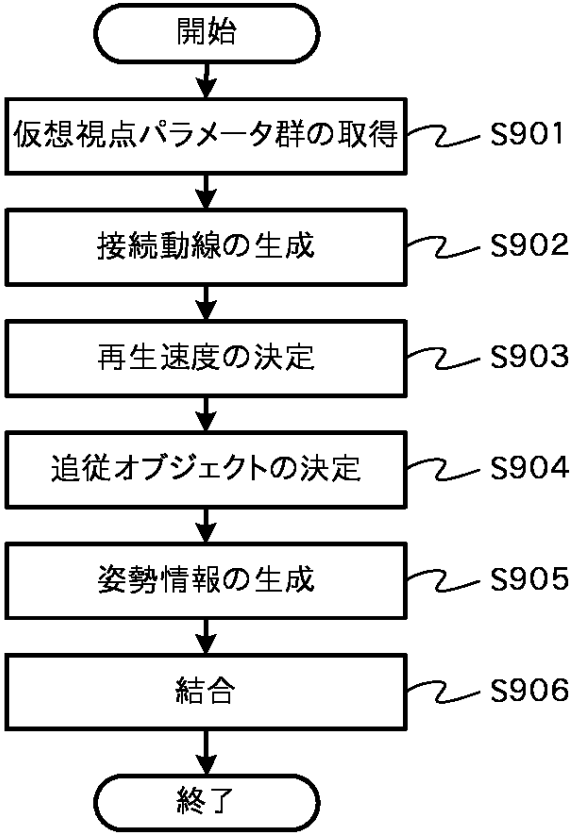 開始
仮想視点パラメータ群の取得 S901
接続動線の生成 S902
再生速度の決定 S903
追従オブジェクトの決定 S904
姿勢情報の生成 S905
結合 S906
終了